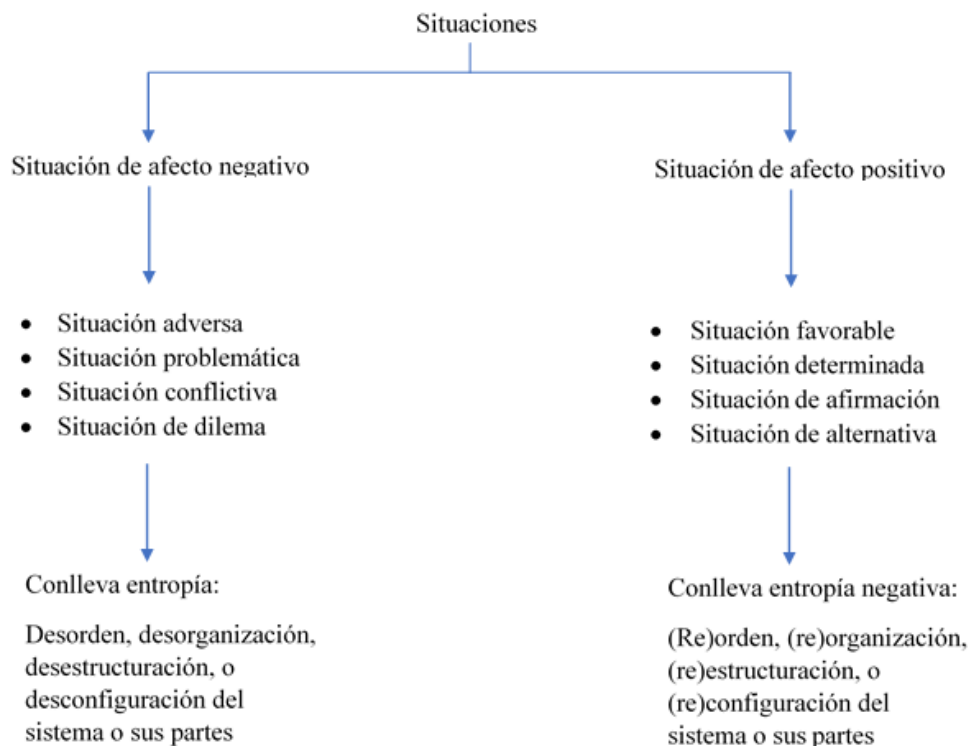 Situaciones
Situación de afecto negativo
Situación de afecto positivo
• Situación adversa
• Situación problemática
• Situación conflictiva
• Situación de dilema
• Situación favorable
• Situación determinada
• Situación de afirmación
• Situación de alternativa
Conlleva entropía:
Desorden, desorganización,
desestructuración, o
desconfiguración del
sistema o sus partes
Conlleva entropía negativa:
(Re)orden, (re)organización,
(re)estructuración, o
(re)configuración del
sistema o sus partes